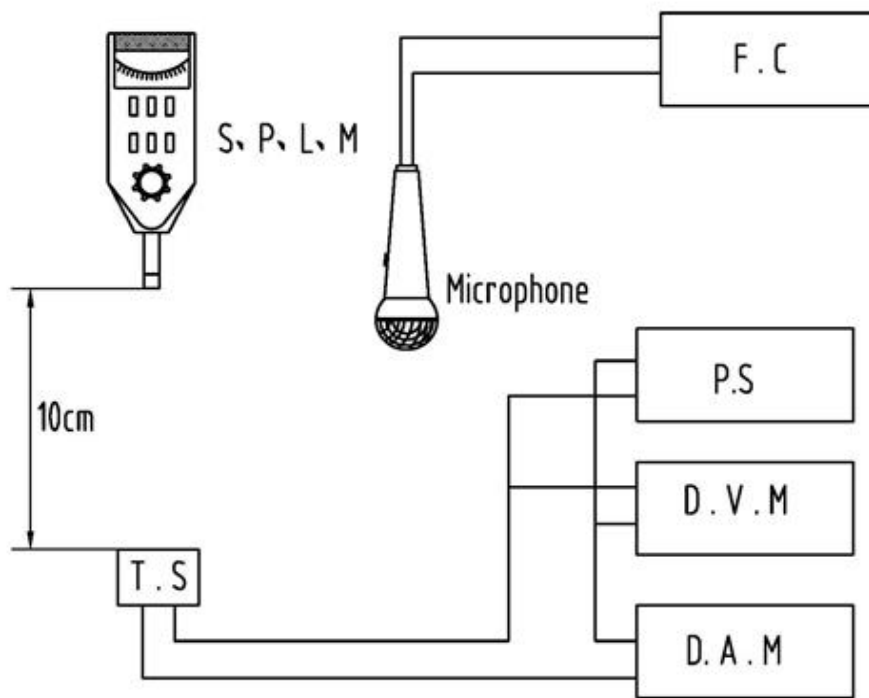 F.C
S、P、L、M
Microphone
P.S
10cm
D.V.M
T.S
D.A.M